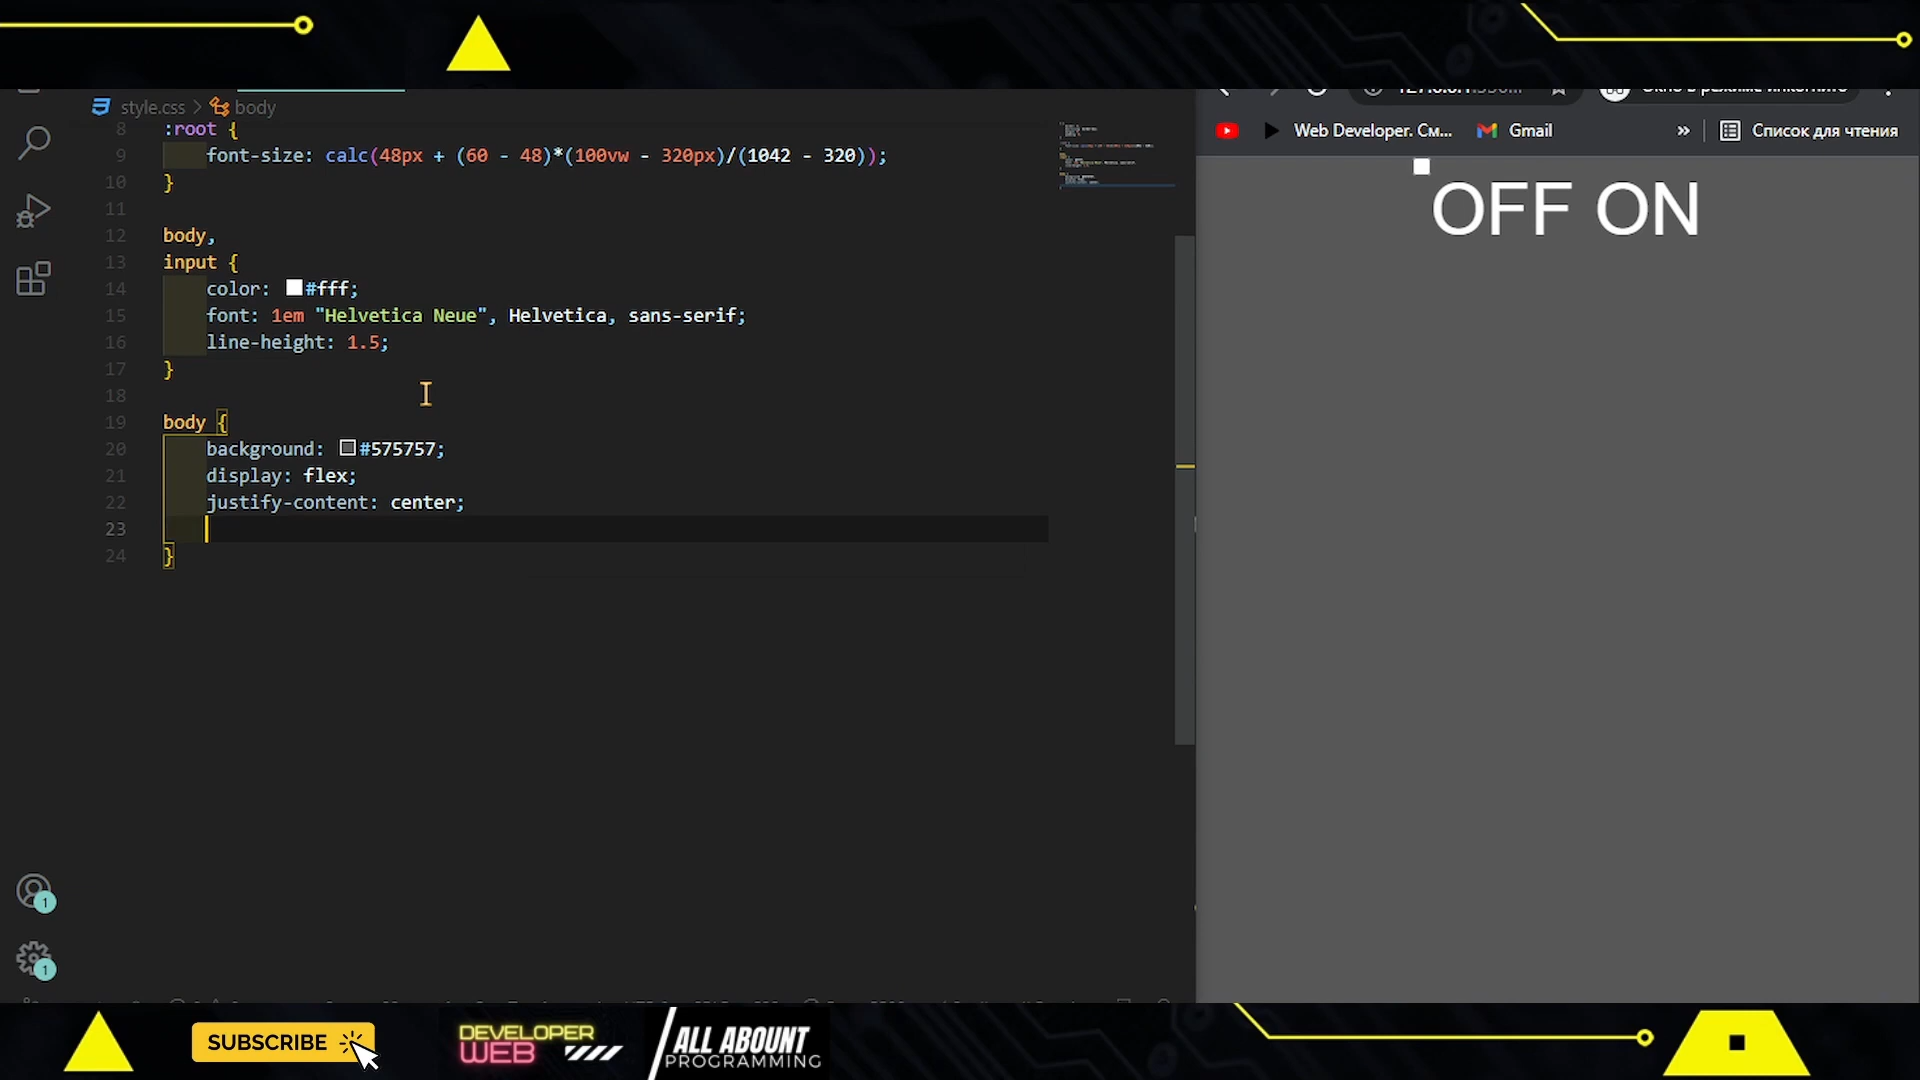 style.css > body
8 :root {
9 font-size: calc(48px + (60 - 48)*(100vw - 320px)/(1042 - 320));
10 }
11
12 body,
13 input {
14 color: #fff;
15 font: 1em "Helvetica Neue", Helvetica, sans-serif;
16 line-height: 1.5;
17 }
18
19 body {
20 background: #575757;
21 display: flex;
22 justify-content: center;
23
24 }
1
1
Web Developer. См...
Gmail
»
Список для чтения
OFF ON
SUBSCRIBE
DEVELOPER
WEB
ALL ABOUNT
PROGRAMMING